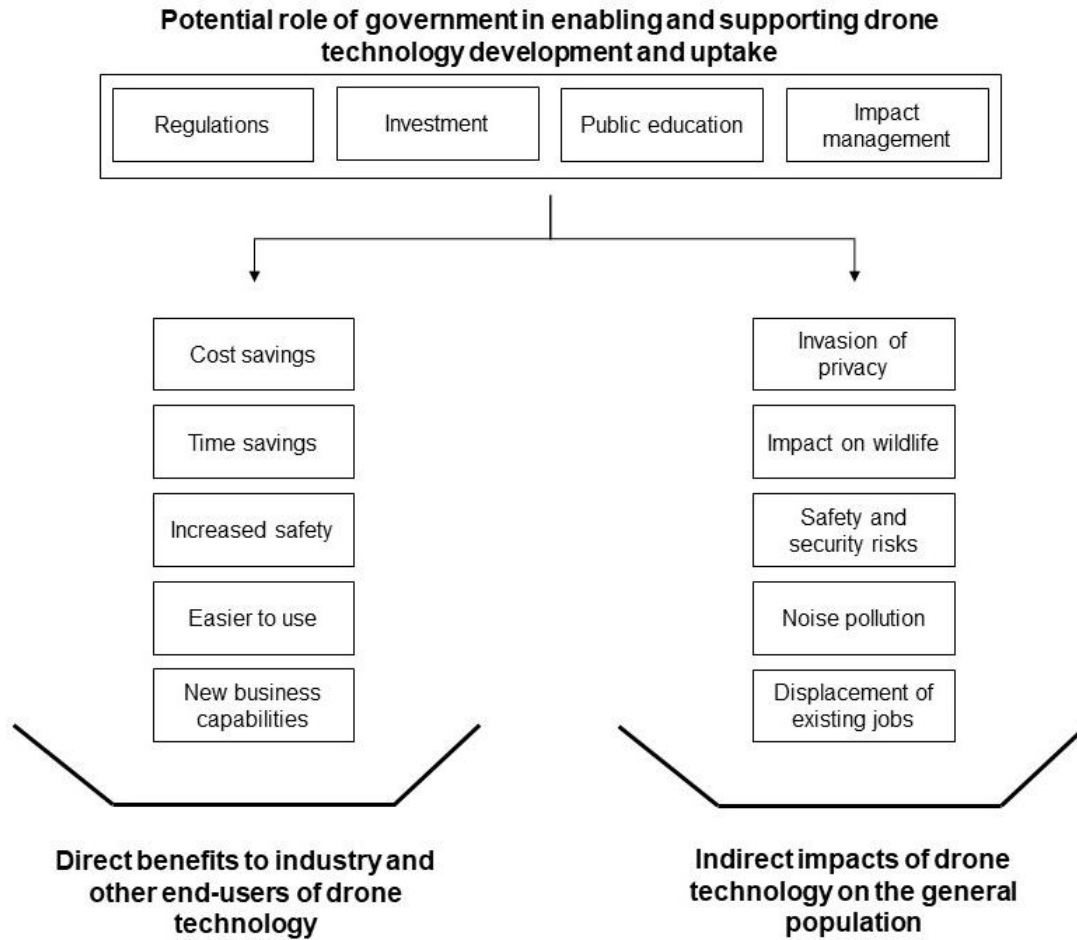 Potential role of government in enabling and supporting drone
technology development and uptake
Regulations
Investment
Public education
Impact
management
Cost savings
Time savings
Increased safety
Easier to use
New business
capabilities
Direct benefits to industry and
other end-users of drone
technology
Invasion of
privacy
Impact on wildlife
Safety and
security risks
Noise pollution
Displacement of
existing jobs
Indirect impacts of drone
technology on the general
population